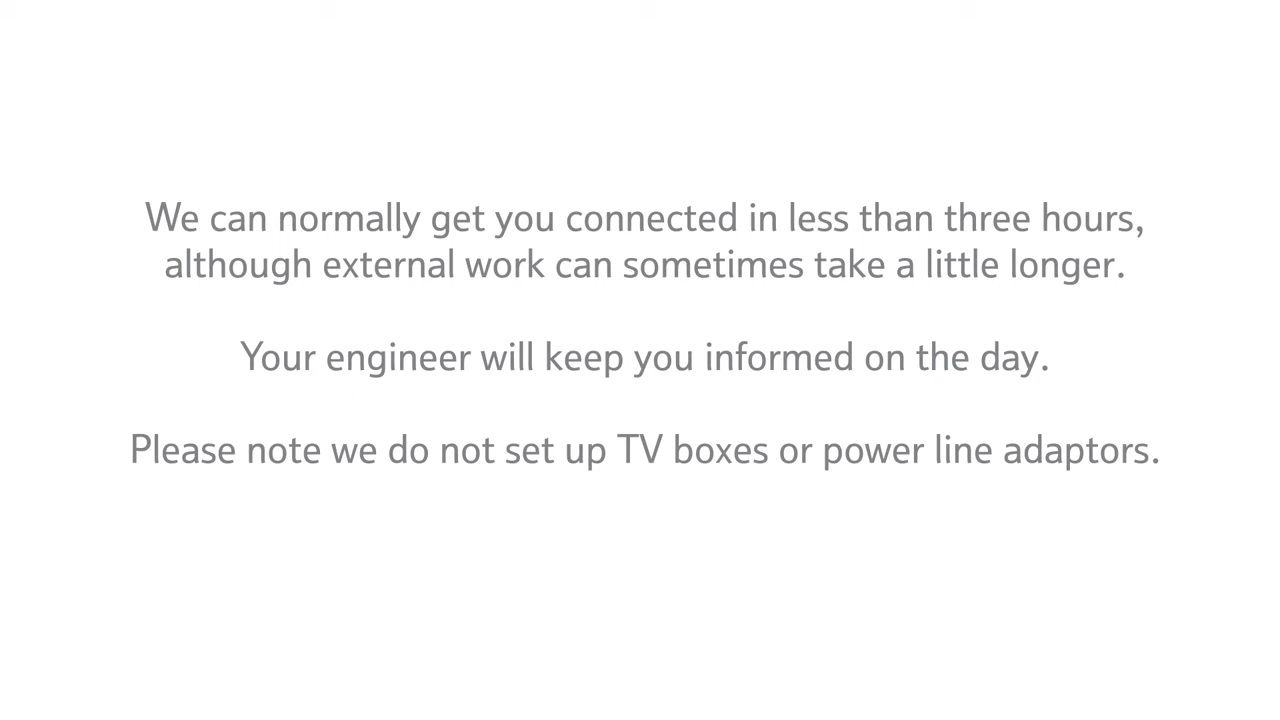 We can normally get you connected in less than three hours,
although external work can sometimes take a little longer.
Your engineer will keep you informed on the day.
Please note we do not set up TV boxes or power line adaptors.